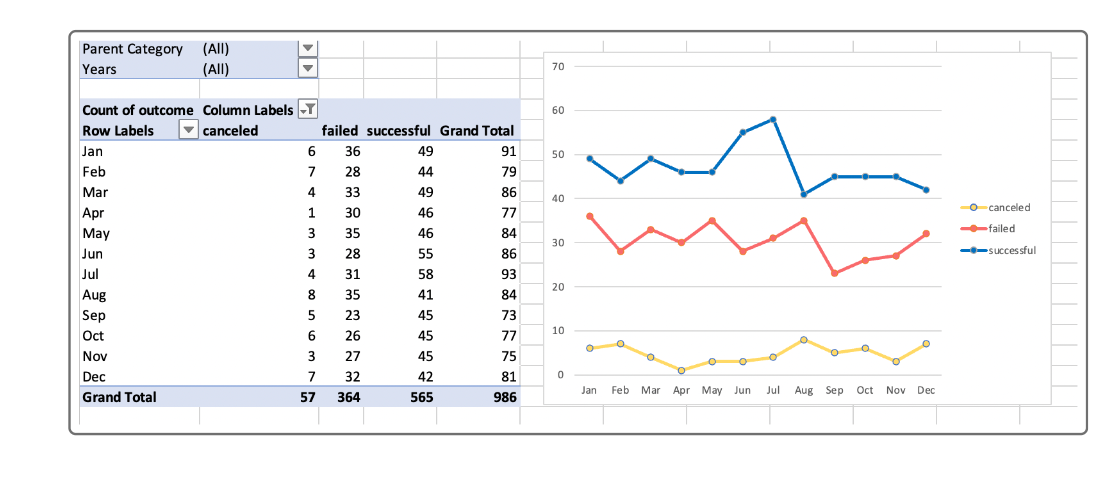 Parent Category (All)
Years (All)
Count of outcome Column Labels
Row Labels canceled failed successful Grand Total
Jan 6 36 49 91
Feb 7 28 44 79
Mar 4 33 49 86
Apr 1 30 46 77
May 3 35 46 84
Jun 3 28 55 86
Jul 4 31 58 93
Aug 8 35 41 84
Sep 5 23 45 73
Oct 6 26 45 77
Nov 3 27 45 75
Dec 7 32 42 81
Grand Total 57 364 565 986
70
60
50
40
30
20
10
0
Jan Feb Mar Apr May Jun Jul Aug Sep Oct Nov Dec
canceled
failed
successful